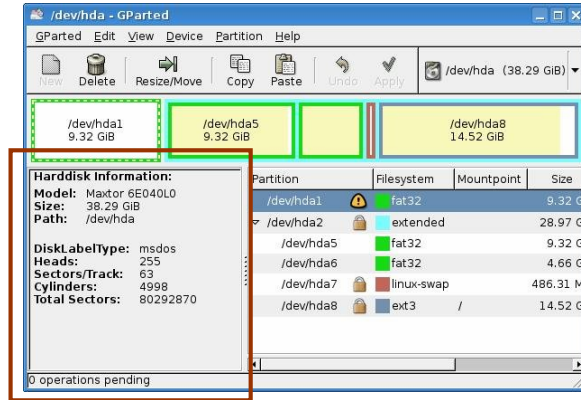 /dev/hda - GParted
GParted Edit View Device Partition Help
New Delete Resize/Move Copy Paste Undo Apply /dev/hda (38.29 GiB)
/dev/hda1 /dev/hda5 /dev/hda8
9.32 GiB 9.32 GiB 14.52 GiB
Harddisk Information:
Model: Maxtor 6E040L0
Size: 38.29 GiB
Path: /dev/hda
DiskLabelType: msdos
Heads: 255
Sectors/Track: 63
Cylinders: 4998
Total Sectors: 80292870
Partition Filesystem Mountpoint Size
/dev/hda1 fat32 9.32 G
/dev/hda2 extended 28.97 G
/dev/hda5 fat32 9.32 G
/dev/hda6 fat32 4.66 G
/dev/hda7 linux-swap 486.31 M
/dev/hda8 ext3 / 14.52 G
0 operations pending